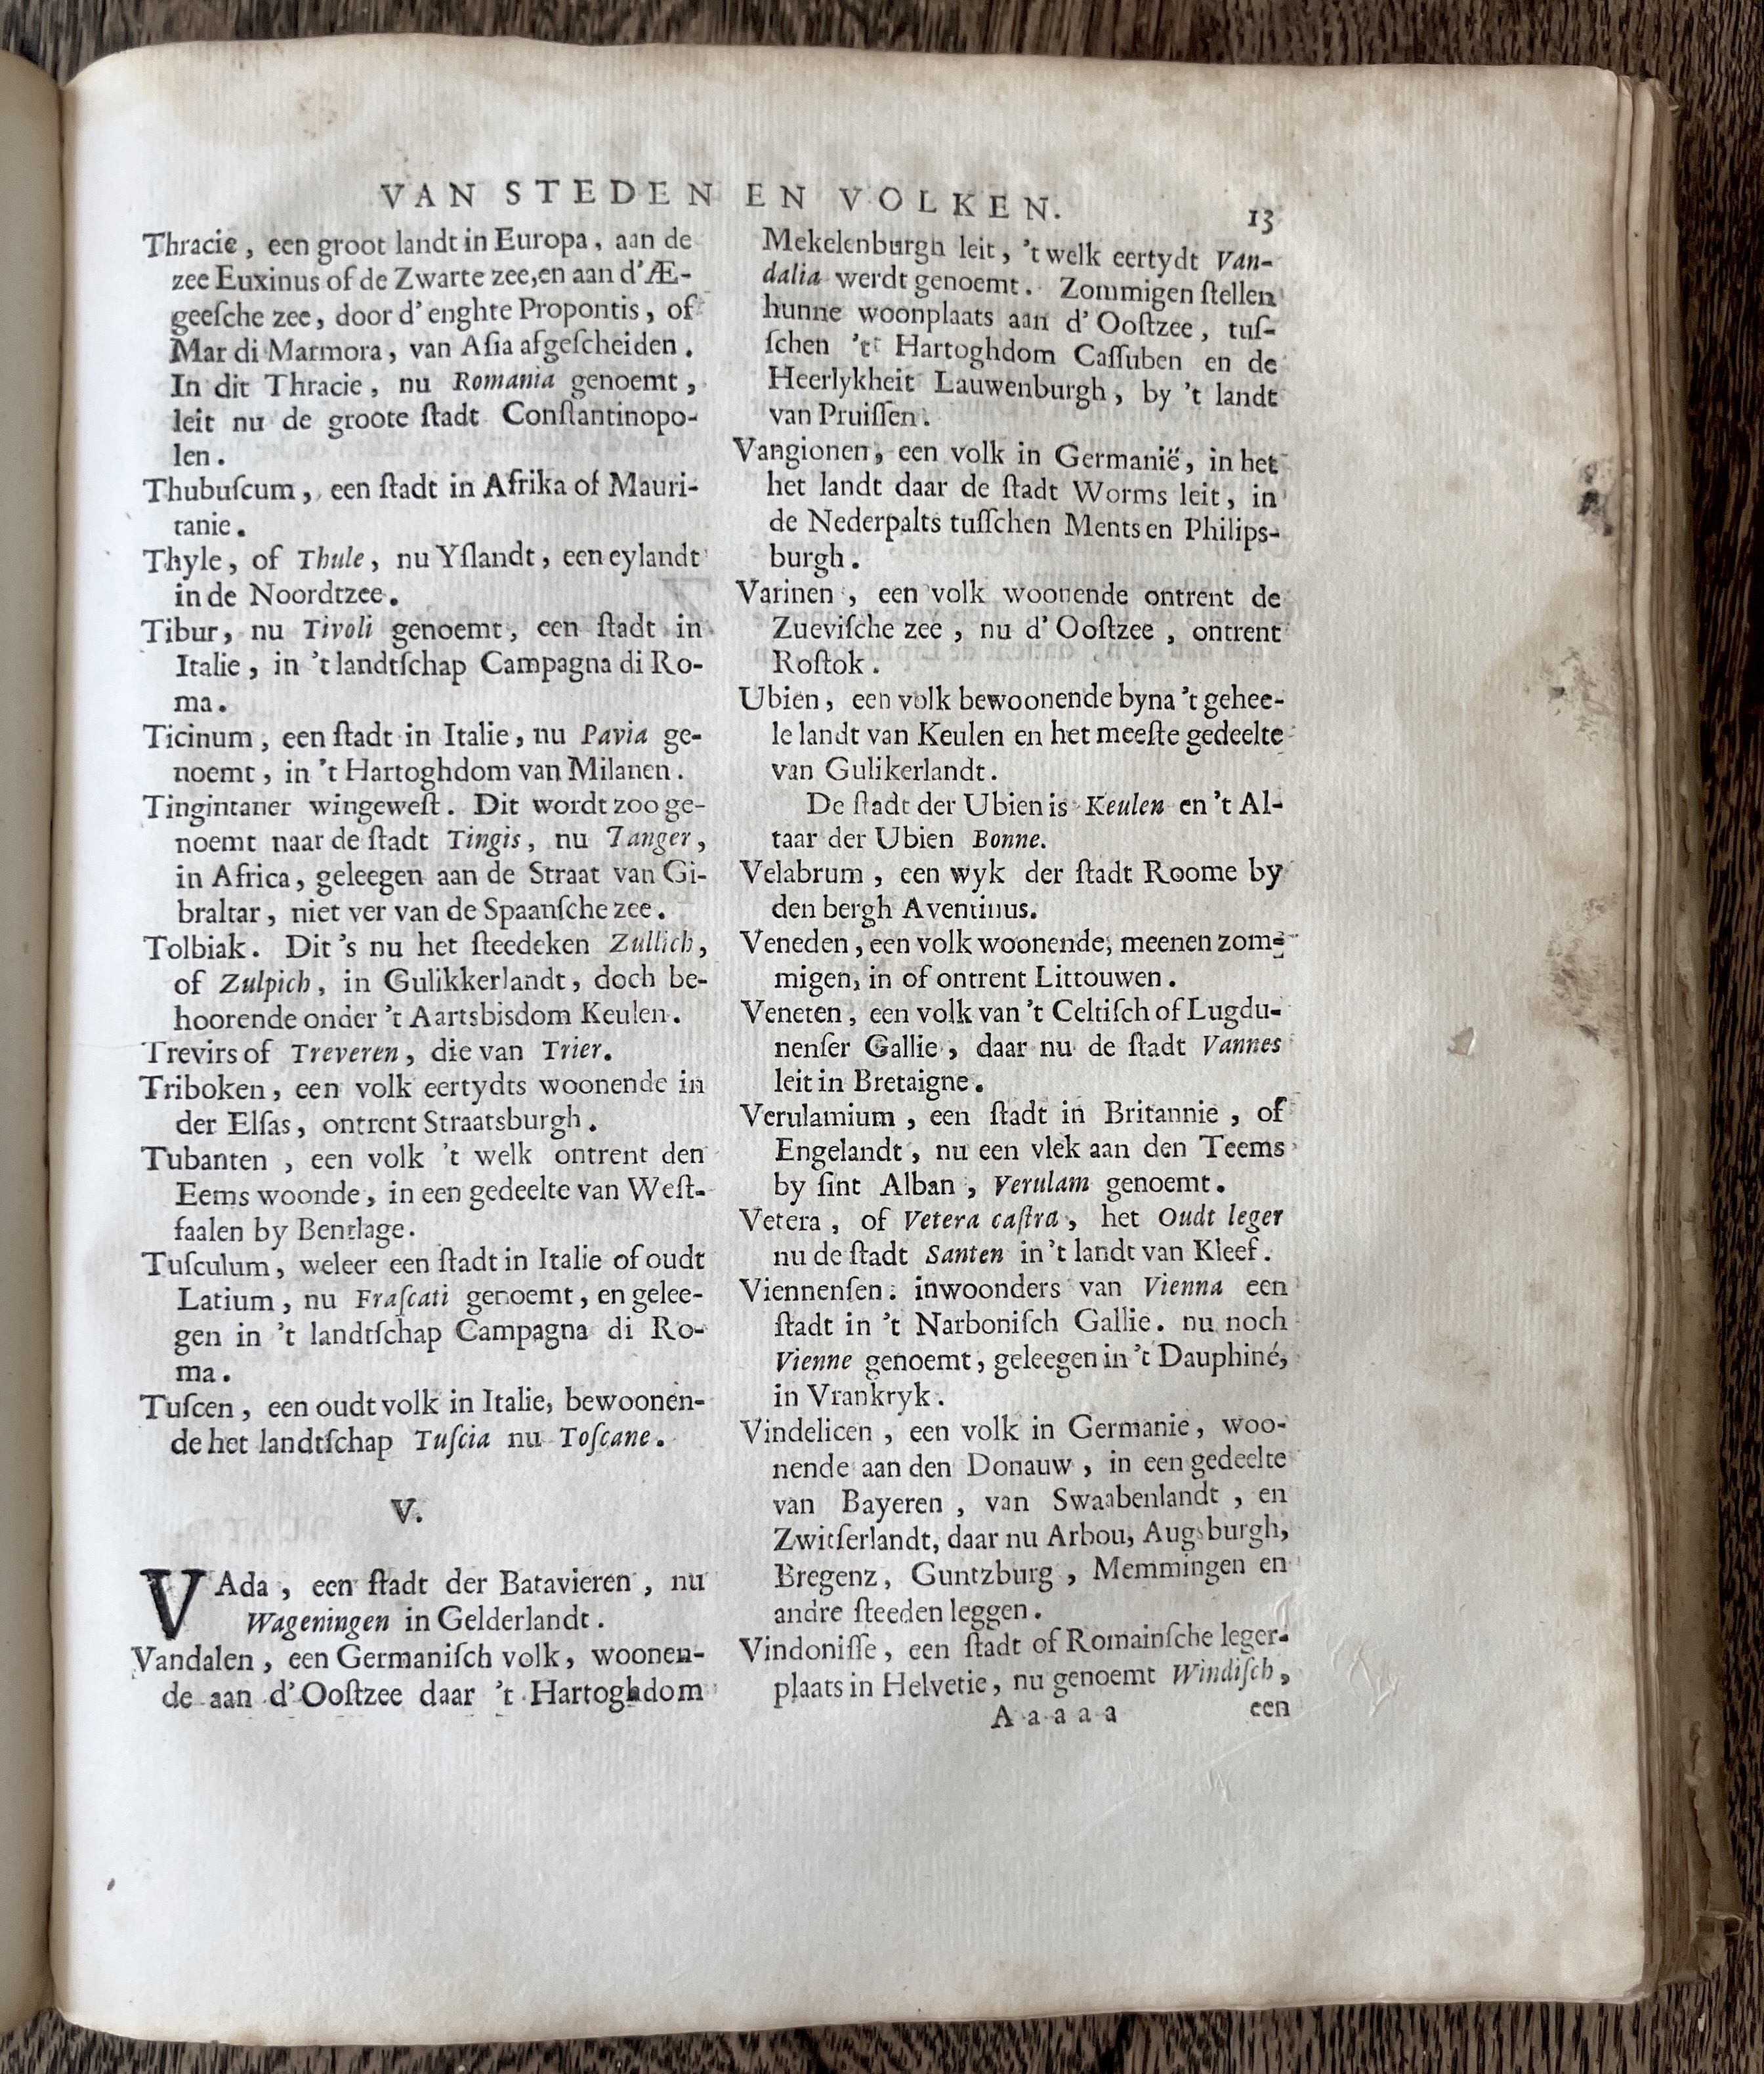 VAN STEDEN EN VOLKEN.
13
Thracie, een groot landt in Europa, aan de
zee Euxinus of de Zwarte zee, en aan d'Æ-
geeſche zee, door d'enghte Propontis, of
Mar di Marmora, van Aſia afgeſcheiden.
In dit Thracie, nu Romania genoemt,
leit nu de groote ſtadt Conſtantinopo-
len.
Thubuſcum, een ſtadt in Afrika of Mauri-
tanie.
Thyle, of Thule, nu Yſlandt, een eylandt
in de Noordtzee.
Tibur, nu Tivoli genoemt, een ſtadt in
Italie, in 't landtſchap Campagna di Ro-
ma.
Ticinum, een ſtadt in Italie, nu Pavia ge-
noemt, in 't Hartoghdom van Milanen.
Tingintaner wingeweſt. Dit wordt zoo ge-
noemt naar de ſtadt Tingis, nu Tanger,
in Africa, geleegen aan de Straat van Gi-
braltar, niet ver van de Spaanſche zee.
Tolbiak. Dit 's nu het ſteedeken Zullich,
of Zulpich, in Gulikkerlandt, doch be-
hoorende onder 't Aartsbisdom Keulen.
Trevirs of Treveren, die van Trier.
Triboken, een volk eertydts woonende in
der Elſas, ontrent Straatsburgh.
Tubanten, een volk 't welk ontrent den
Eems woonde, in een gedeelte van Weſt-
faalen by Bentlage.
Tuſculum, weleer een ſtadt in Italie of oudt
Latium, nu Fraſcati genoemt, en gelee-
gen in 't landtſchap Campagna di Ro-
ma.
Tuſcen, een oudt volk in Italie, bewoonen-
de het landtſchap Tuſcia nu Toſcane.
V.
VAda, een ſtadt der Batavieren, nu
Wageningen in Gelderlandt.
Vandalen, een Germaniſch volk, woonen-
de aan d'Ooſtzee daar 't Hartoghdom
Mekelenburgh leit, 't welk eertydt Van-
dalia werdt genoemt. Zommigen ſtellen
hunne woonplaats aan d'Ooſtzee, tuſ-
ſchen 't Hartoghdom Caſſuben en de
Heerlykheit Lauwenburgh, by 't landt
van Pruiſſen.
Vangionen, een volk in Germanië, in het
het landt daar de ſtadt Worms leit, in
de Nederpalts tuſſchen Ments en Philips-
burgh.
Varinen, een volk woonende ontrent de
Zueviſche zee, nu d'Ooſtzee, ontrent
Roſtok.
Ubien, een volk bewoonende byna 't gehee-
le landt van Keulen en het meeſte gedeelte
van Gulikerlandt.
De ſtadt der Ubien is Keulen en 't Al-
taar der Ubien Bonne.
Velabrum, een wyk der ſtadt Roome by
den bergh Aventinus.
Veneden, een volk woonende, meenen zom-
migen, in of ontrent Littouwen.
Veneten, een volk van 't Celtiſch of Lugdu-
nenſer Gallie, daar nu de ſtadt Vannes
leit in Bretaigne.
Verulamium, een ſtadt in Britannie, of
Engelandt, nu een vlek aan den Teems
by ſint Alban, Verulam genoemt.
Vetera, of Vetera caſtra, het Oudt leger
nu de ſtadt Santen in 't landt van Kleef.
Viennenſen. inwoonders van Vienna een
ſtadt in 't Narboniſch Gallie. nu noch
Vienne genoemt, geleegen in 't Dauphiné,
in Vrankryk.
Vindelicen, een volk in Germanie, woo-
nende aan den Donauw, in een gedeelte
van Bayeren, van Swaabenlandt, en
Zwitſerlandt, daar nu Arbou, Augsburgh,
Bregenz, Guntzburg, Memmingen en
andre ſteeden leggen.
Vindoniſſe, een ſtadt of Romainſche leger-
plaats in Helvetie, nu genoemt Windiſch,
A a a a a
een